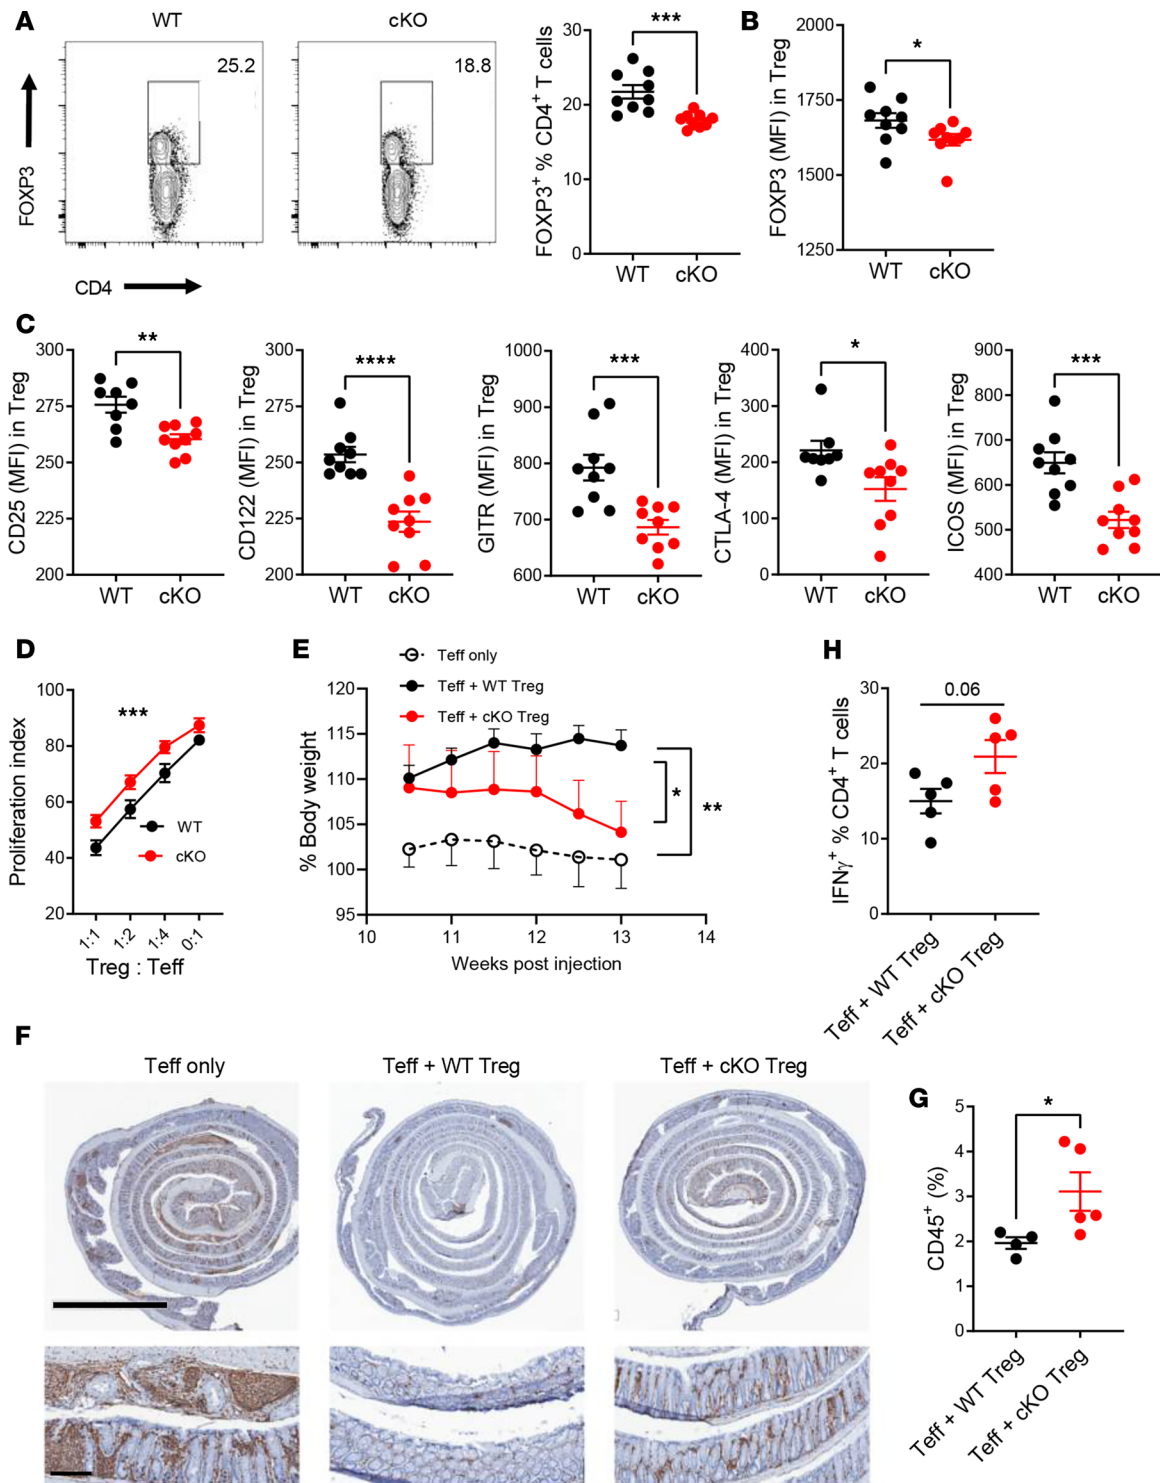 A
WT
cKO
25.2
18.8
FOXP3
CD4
***
FOXP3+ % CD4+ T cells
30
20
10
0
WT
cKO
B
*
FOXP3 (MFI) in Treg
2000
1750
1500
1250
WT
cKO
C
**
CD25 (MFI) in Treg
300
275
250
225
200
WT
cKO
****
CD122 (MFI) in Treg
300
275
250
225
200
WT
cKO
***
GITR (MFI) in Treg
1000
900
800
700
600
WT
cKO
*
CTLA-4 (MFI) in Treg
400
300
200
100
0
WT
cKO
***
ICOS (MFI) in Treg
900
800
700
600
500
400
WT
cKO
D
***
Proliferation index
100
80
60
40
20
WT
cKO
1:1
1:2
1:4
0:1
Treg : Teff
E
Teff only
Teff + WT Treg
Teff + cKO Treg
% Body weight
120
115
110
105
100
95
*
**
10
11
12
13
14
Weeks post injection
H
0.06
IFNγ+ % CD4+ T cells
30
20
10
0
Teff + WT Treg
Teff + cKO Treg
F
Teff only
Teff + WT Treg
Teff + cKO Treg
G
*
CD45+ (%)
5
4
3
2
1
0
Teff + WT Treg
Teff + cKO Treg